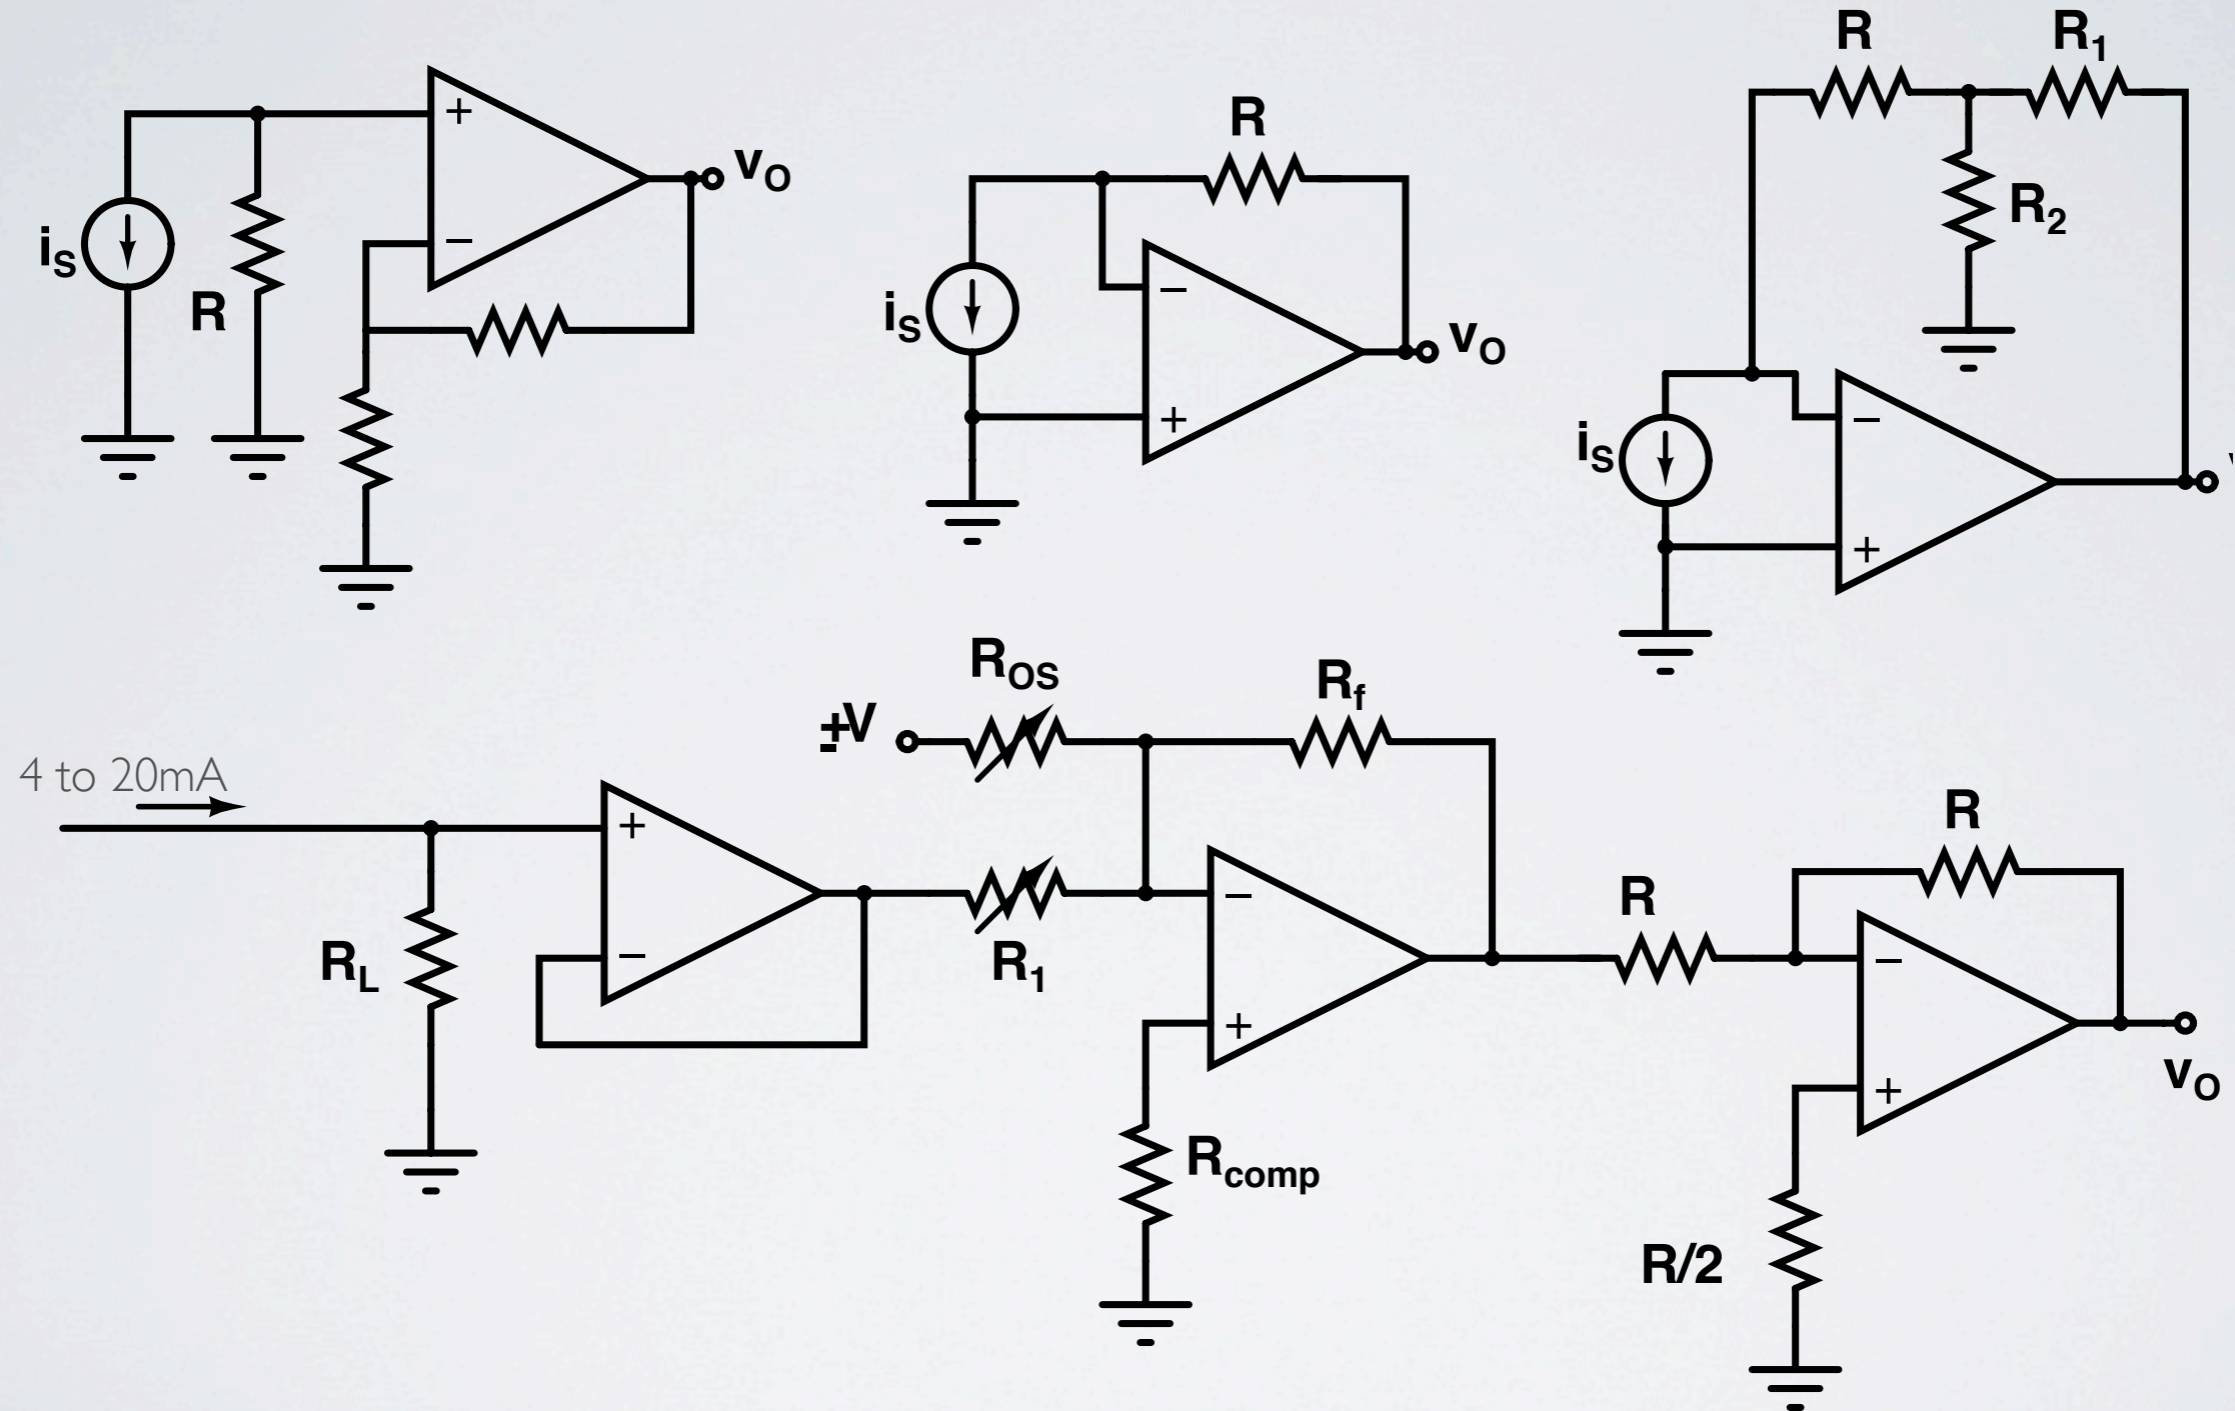 R R1
+ vO
iS R
−
R
iS − vO
+
R2
iS −
+
ROS Rf
±V
4 to 20mA
+ R
RL − R1 − R
+ −
vO
Rcomp +
R/2